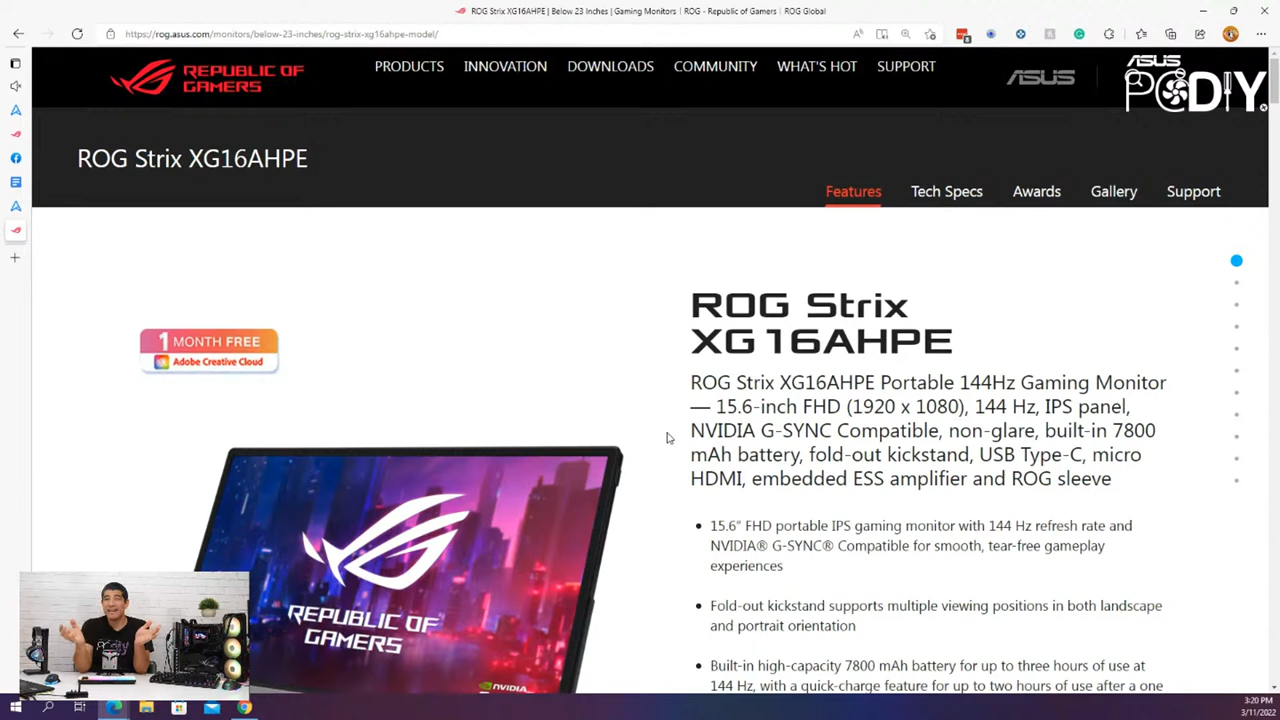 ROG Strix XG16AHPE | Below 23 Inches | Gaming Monitors | ROG - Republic of Gamers | ROG Global
https://rog.asus.com/monitors/below-23-inches/rog-strix-xg16ahpe-model/
REPUBLIC OF
GAMERS
PRODUCTS INNOVATION DOWNLOADS COMMUNITY WHAT'S HOT SUPPORT
ASUS
ASUS
PCDIY.
ROG Strix XG16AHPE
Features Tech Specs Awards Gallery Support
1 MONTH FREE
Adobe Creative Cloud
ROG Strix
XG16AHPE
ROG Strix XG16AHPE Portable 144Hz Gaming Monitor
— 15.6-inch FHD (1920 x 1080), 144 Hz, IPS panel,
NVIDIA G-SYNC Compatible, non-glare, built-in 7800
mAh battery, fold-out kickstand, USB Type-C, micro
HDMI, embedded ESS amplifier and ROG sleeve
• 15.6" FHD portable IPS gaming monitor with 144 Hz refresh rate and
NVIDIA® G-SYNC® Compatible for smooth, tear-free gameplay
experiences
• Fold-out kickstand supports multiple viewing positions in both landscape
and portrait orientation
• Built-in high-capacity 7800 mAh battery for up to three hours of use at
144 Hz, with a quick-charge feature for up to two hours of use after a one
REPUBLIC OF
GAMERS
NVIDIA
3:20 PM
3/11/2022